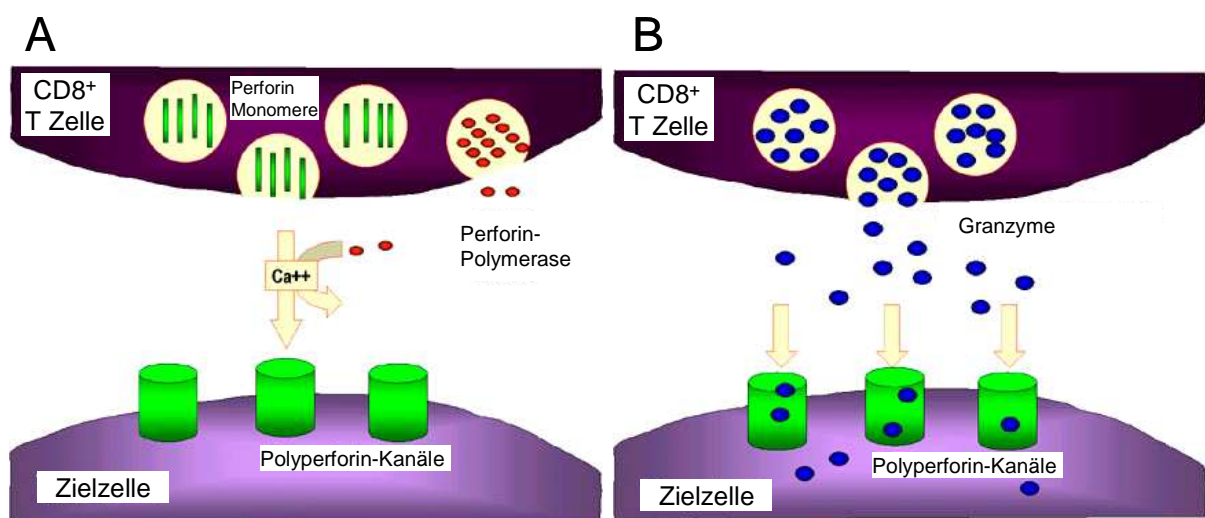 A
CD8+
T Zelle
Perforin
Monomere
Perforin-
Polymerase
Ca++
Polyperforin-Kanäle
Zielzelle
B
CD8+
T Zelle
Granzyme
Polyperforin-Kanäle
Zielzelle